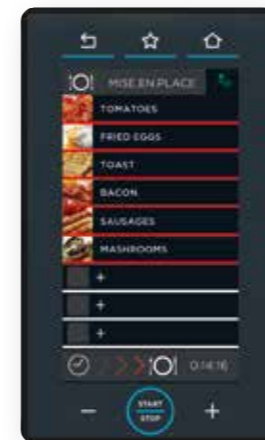 MISE.EN.PLACE
TOMATOES
FRIED EGGS
TOAST
BACON
SAUSAGES
MASHROOMS
+
+
+
0:14:16
START
STOP
− +